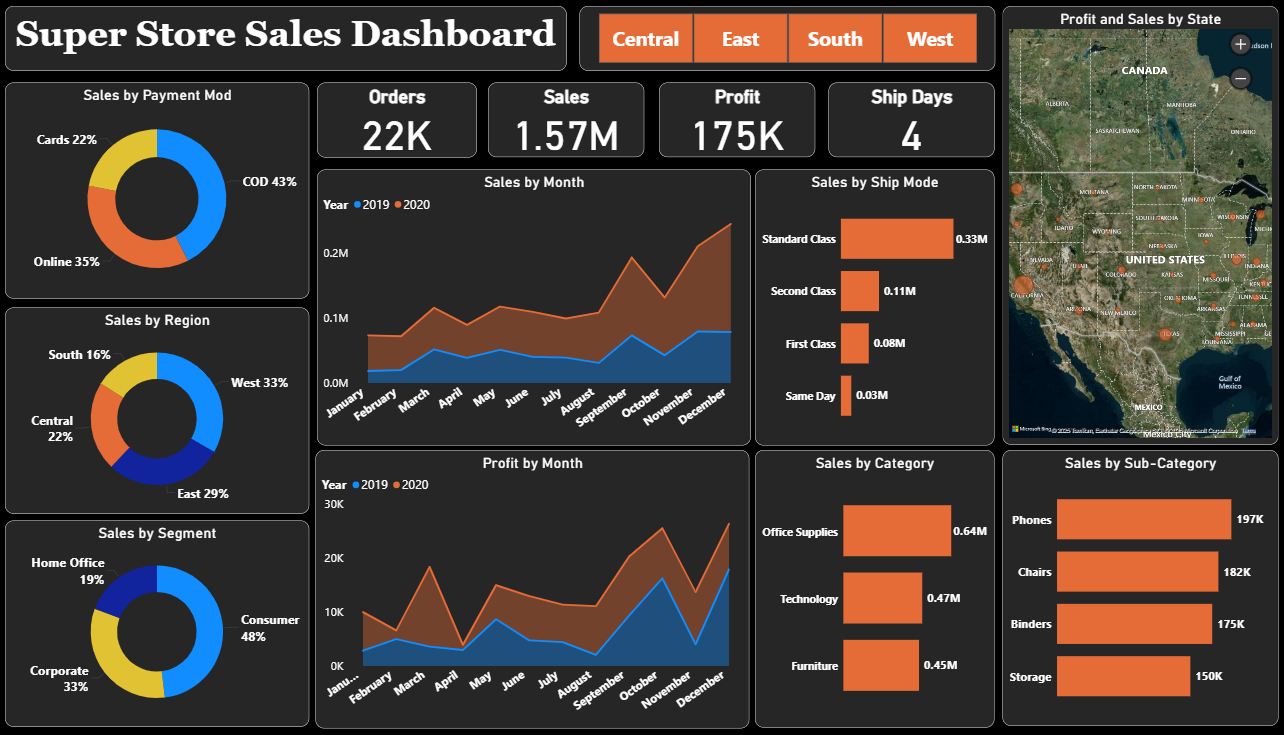 Super Store Sales Dashboard
Central East South West
Sales by Payment Mod
Cards 22%
COD 43%
Online 35%
Sales by Region
South 16%
West 33%
Central
22%
East 29%
Sales by Segment
Home Office
19%
Consumer
48%
Corporate
33%
Orders
22K
Sales
1.57M
Profit
175K
Ship Days
4
Sales by Month
Year 2019 2020
0.2M
0.1M
0.0M
January February March April May June July August September October November December
Profit by Month
Year 2019 2020
30K
20K
10K
0K
Janu... February March April May June July August September October November December
Sales by Ship Mode
Standard Class 0.33M
Second Class 0.11M
First Class 0.08M
Same Day 0.03M
Sales by Category
Office Supplies 0.64M
Technology 0.47M
Furniture 0.45M
Profit and Sales by State
+
−
CANADA
ALBERTA
MANITOBA
SASKATCHEWAN
ONTARIO
MONTANA
NORTH DAKOTA
MINNESOTA
SOUTH DAKOTA
WISCONSIN
IDAHO
WYOMING
IOWA
NEBRASKA
NEVADA
UNITED STATES
ILLINOIS
INDIANA
UTAH
COLORADO
KANSAS
MISSOURI
CALIFORNIA
OKLAHOMA
TENNESSEE
ARIZONA
NEW MEXICO
ARKANSAS
MISSISSIPPI
ALABAMA
TEXAS
LOUISIANA
Gulf of
Mexico
MEXICO
Mexico City
Microsoft Bing
Terms
Sales by Sub-Category
Phones 197K
Chairs 182K
Binders 175K
Storage 150K